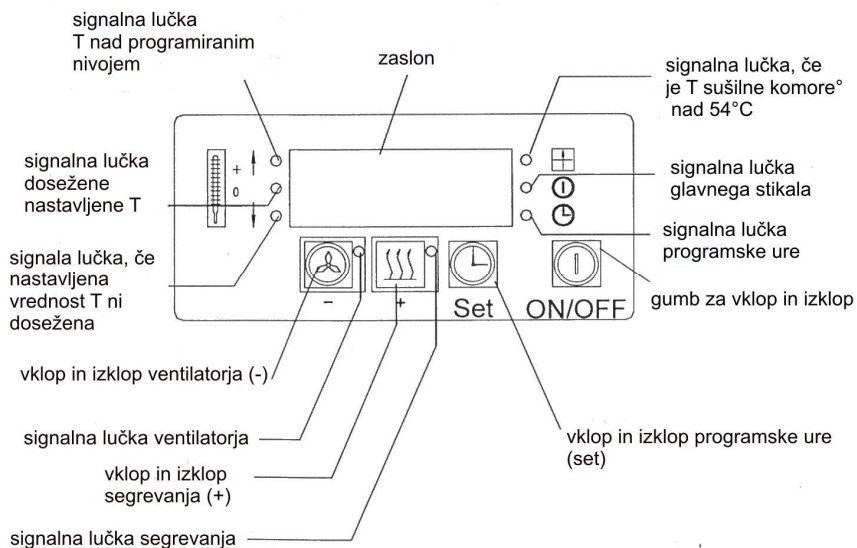 signalna lučka
T nad programiranim
nivojem
zaslon
signalna lučka, če
je T sušilne komore°
nad 54°C
signalna lučka
dosežene
nastavljene T
signalna lučka
glavnega stikala
signalna lučka
programske ure
signala lučka, če
nastavljena
vrednost T ni
dosežena
+
0
-
+
Set
ON/OFF
gumb za vklop in izklop
vklop in izklop ventilatorja (-)
signalna lučka ventilatorja
vklop in izklop
segrevanja (+)
signalna lučka segrevanja
vklop in izklop programske ure
(set)